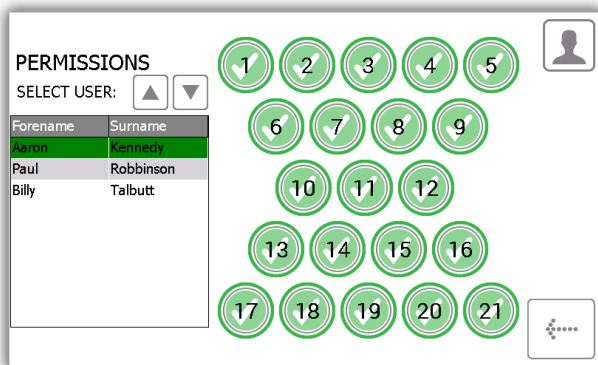 PERMISSIONS
SELECT USER:
Forename Surname
Aaron Kennedy
Paul Robbinson
Billy Talbutt
1 2 3 4 5
6 7 8 9
10 11 12
13 14 15 16
17 18 19 20 21